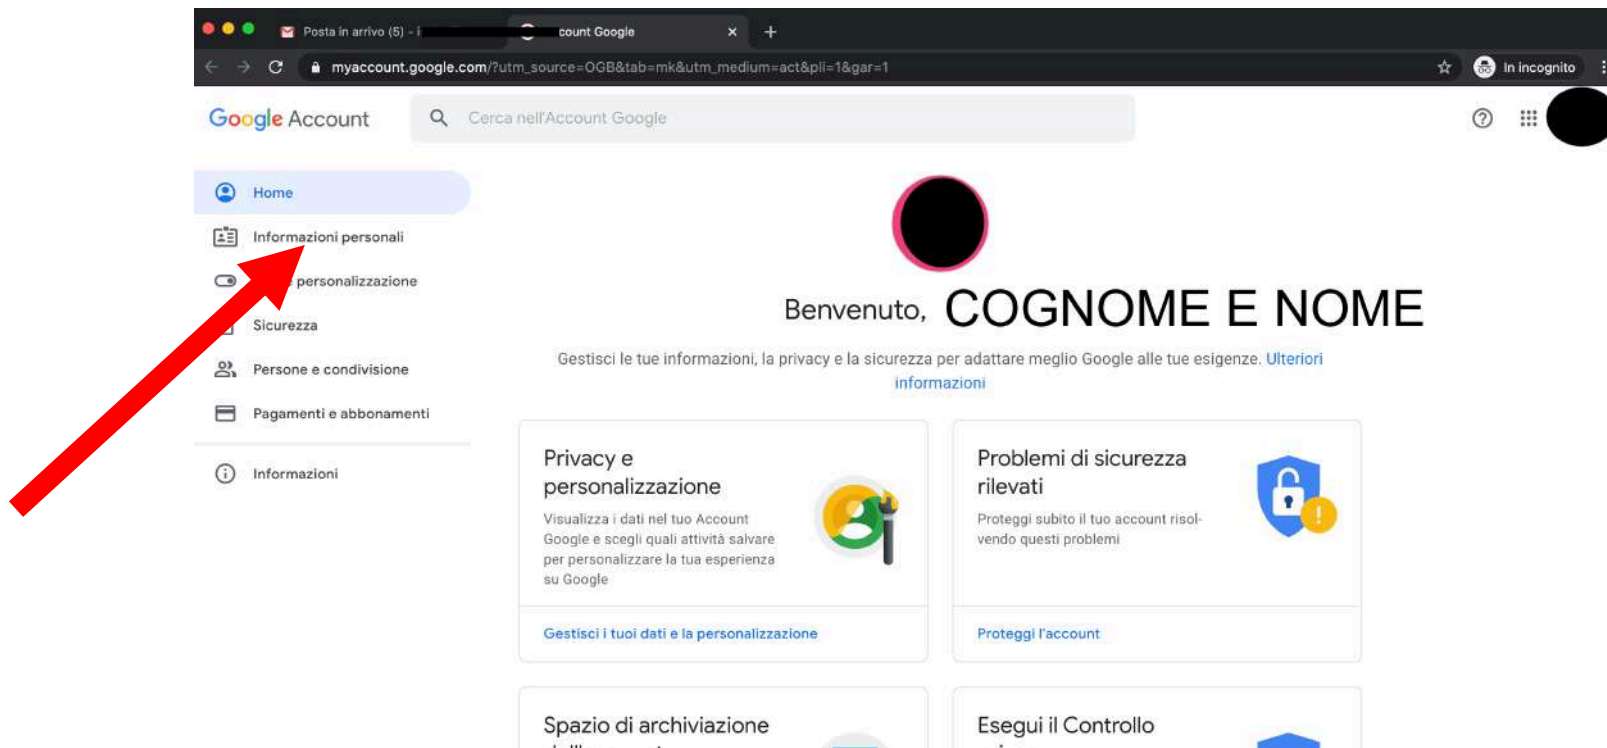 Posta in arrivo (5) -
count Google
myaccount.google.com/?utm_source=OGB&tab=mk&utm_medium=act&pli=1&gar=1
In incognito
Google Account
Cerca nell'Account Google
Home
Informazioni personali
personalizzazione
Sicurezza
Persone e condivisione
Pagamenti e abbonamenti
Informazioni
Benvenuto, COGNOME E NOME
Gestisci le tue informazioni, la privacy e la sicurezza per adattare meglio Google alle tue esigenze. Ulteriori
informazioni
Privacy e
personalizzazione
Visualizza i dati nel tuo Account
Google e scegli quali attività salvare
per personalizzare la tua esperienza
su Google
Gestisci i tuoi dati e la personalizzazione
Problemi di sicurezza
rilevati
Proteggi subito il tuo account risol-
vendo questi problemi
Proteggi l'account
Spazio di archiviazione
Esegui il Controllo